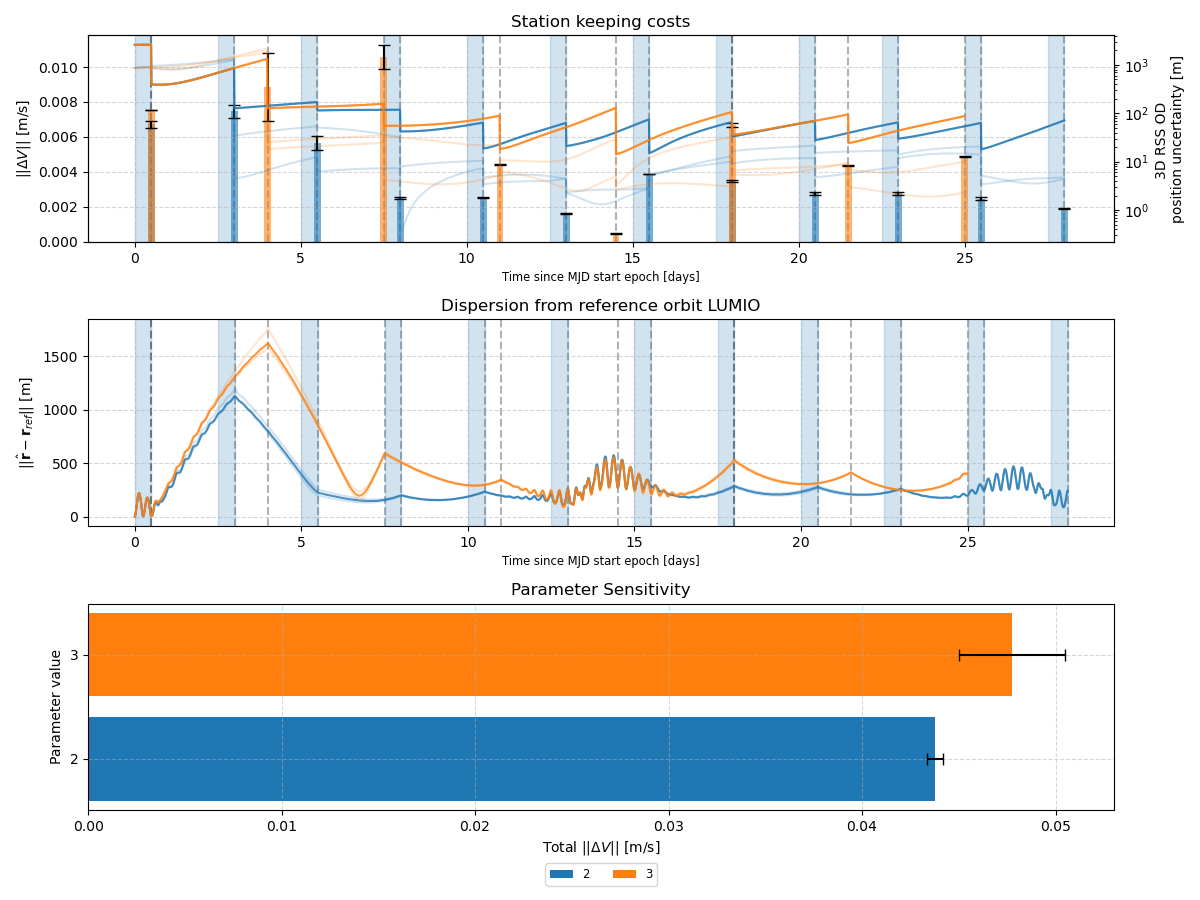 Station keeping costs
0.010
0.008
0.006
0.004
0.002
0.000
||ΔV|| [m/s]
10³
10²
10¹
10⁰
3D RSS OD
position uncertainty [m]
0 5 10 15 20 25
Time since MJD start epoch [days]
Dispersion from reference orbit LUMIO
1500
1000
500
0
||r̂ − r_ref|| [m]
0 5 10 15 20 25
Time since MJD start epoch [days]
Parameter Sensitivity
3
2
Parameter value
0.00 0.01 0.02 0.03 0.04 0.05
Total ||ΔV|| [m/s]
2 3